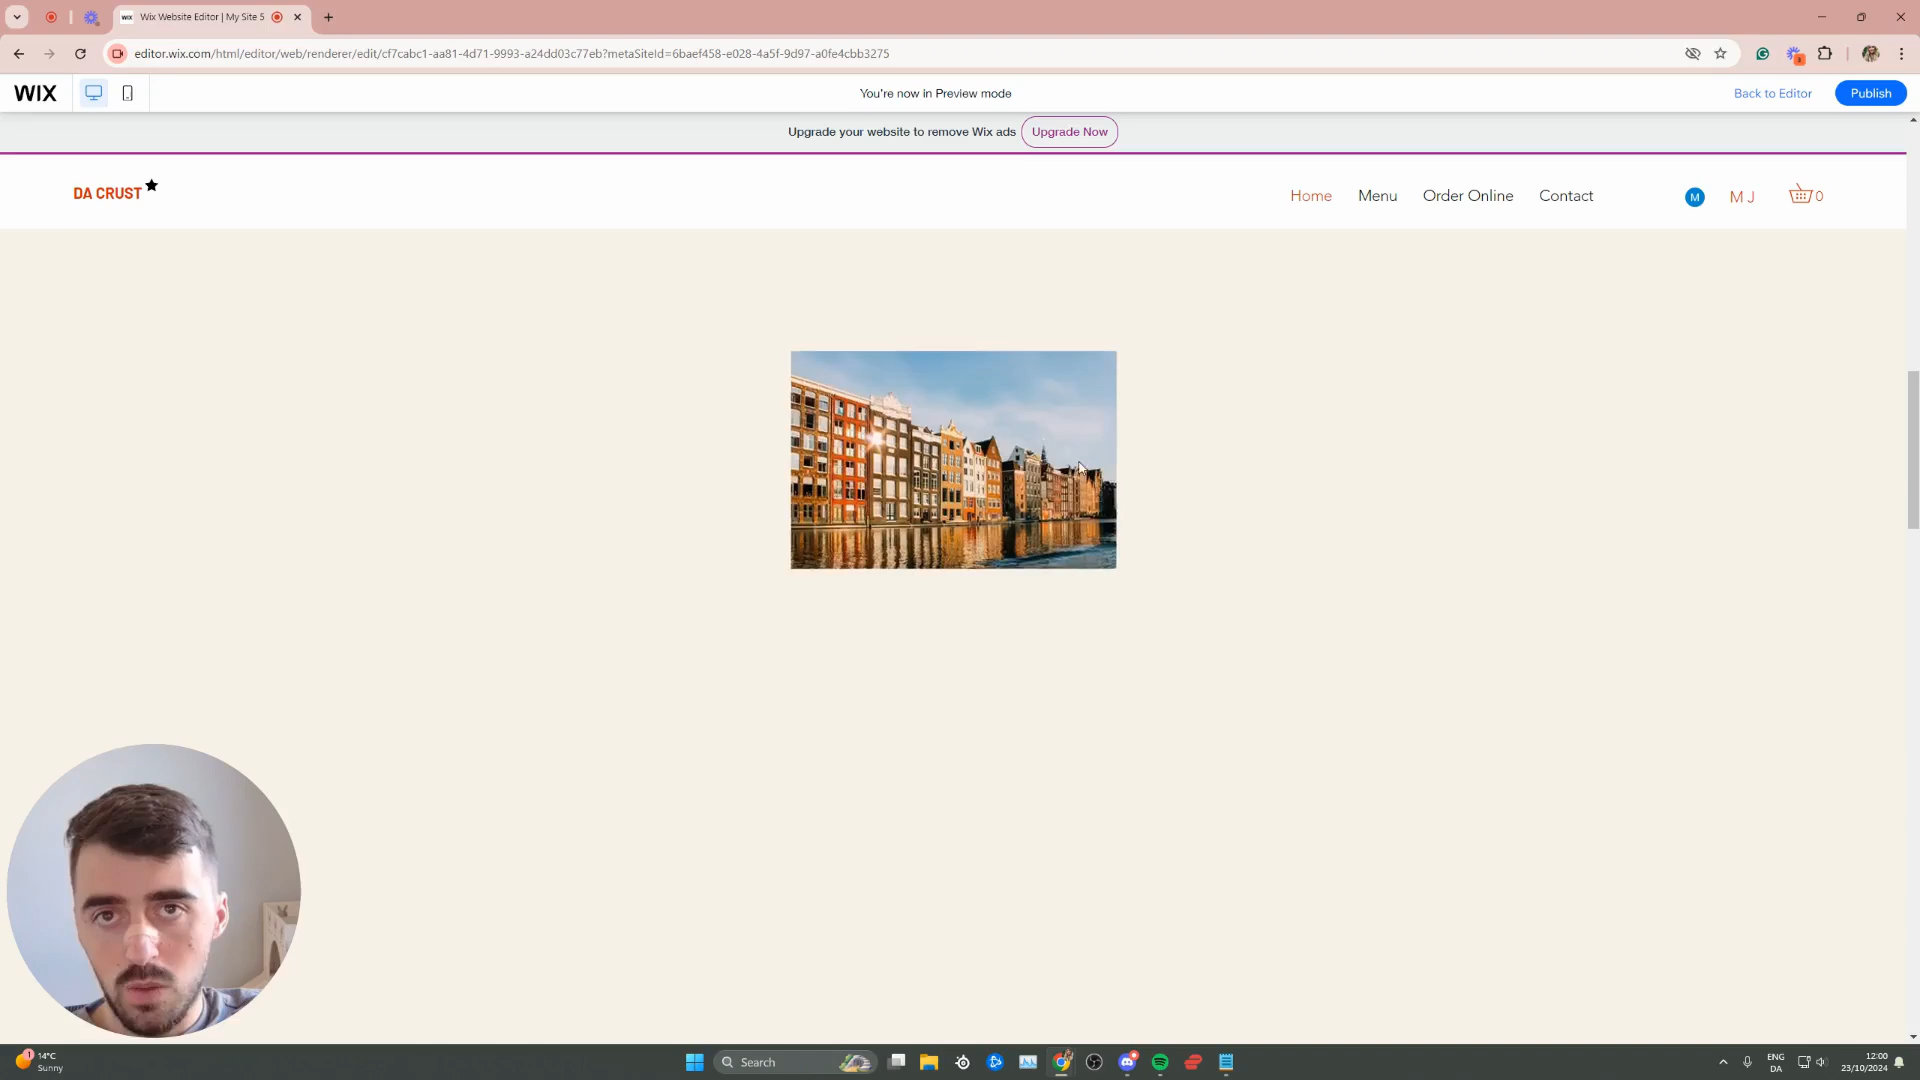 Wix Website Editor | My Site 5
editor.wix.com/html/editor/web/renderer/edit/cf7cabc1-aa81-4d71-9993-a24dd03c77eb?metaSiteId=6baef458-e028-4a5f-9d97-a0fe4cbb3275
WIX
You're now in Preview mode
Back to Editor
Publish
Upgrade your website to remove Wix ads
Upgrade Now
DA CRUST
Home
Menu
Order Online
Contact
M
M J
0
14°C
Sunny
Search
ENG
DA
12:00
23/10/2024